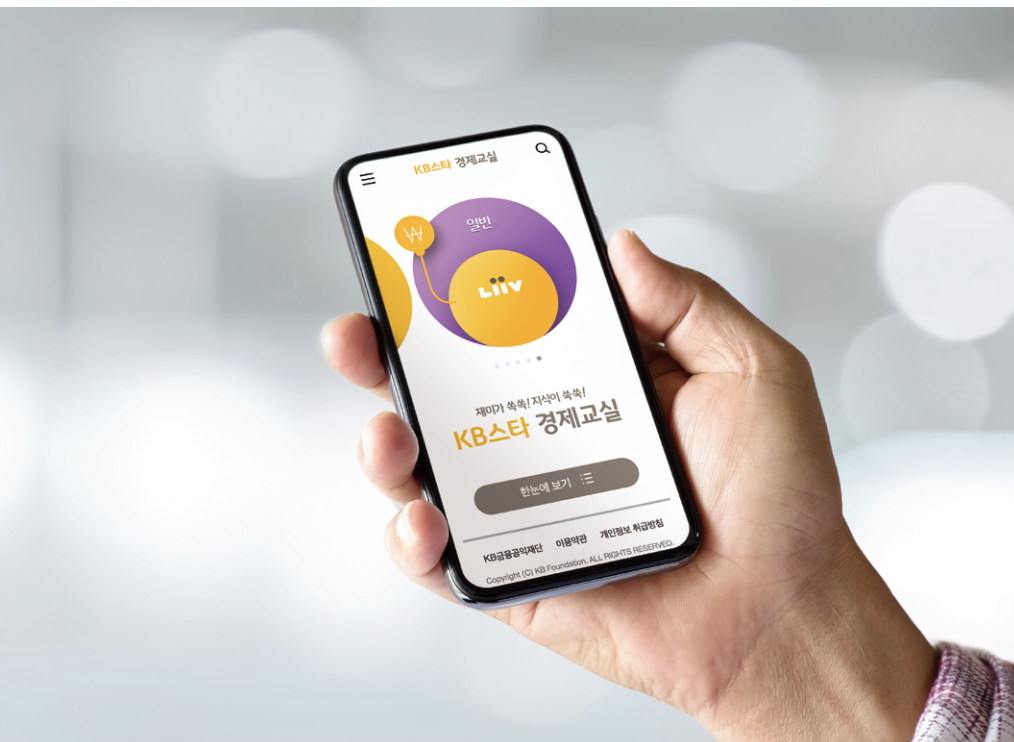 KB스타 경제교실
₩
일반
Liiv
재미가 쏙쏙! 지식이 쑥쑥!
KB스타 경제교실
한눈에 보기
KB금융공익재단 이용약관 개인정보 취급방침
Copyright (C) KB Foundation. ALL RIGHTS RESERVED.